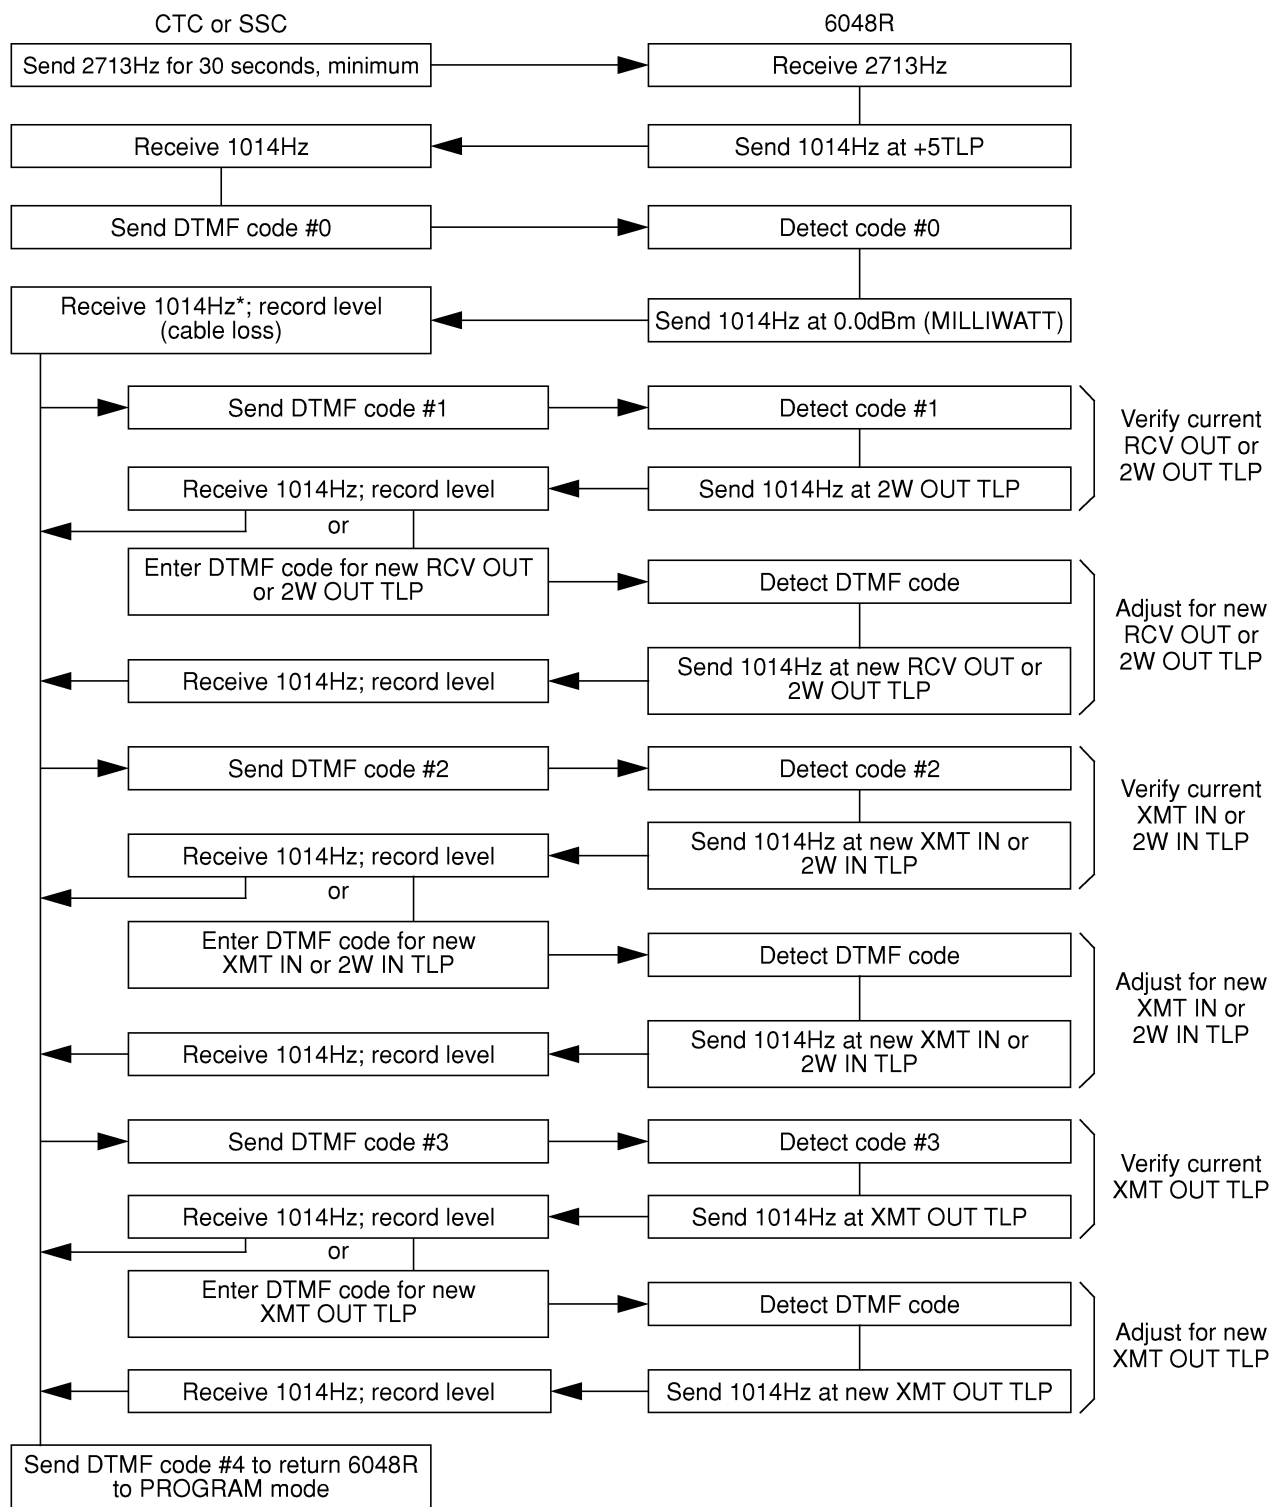 CTC or SSC
6048R
Send 2713Hz for 30 seconds, minimum
Receive 2713Hz
Receive 1014Hz
Send 1014Hz at +5TLP
Send DTMF code #0
Detect code #0
Receive 1014Hz*; record level
(cable loss)
Send 1014Hz at 0.0dBm (MILLIWATT)
Send DTMF code #1
Detect code #1
Verify current
RCV OUT or
2W OUT TLP
Receive 1014Hz; record level
Send 1014Hz at 2W OUT TLP
or
Enter DTMF code for new RCV OUT
or 2W OUT TLP
Detect DTMF code
Adjust for new
RCV OUT or
2W OUT TLP
Receive 1014Hz; record level
Send 1014Hz at new RCV OUT or
2W OUT TLP
Send DTMF code #2
Detect code #2
Verify current
XMT IN or
2W IN TLP
Receive 1014Hz; record level
Send 1014Hz at new XMT IN or
2W IN TLP
or
Enter DTMF code for new
XMT IN or 2W IN TLP
Detect DTMF code
Adjust for new
XMT IN or
2W IN TLP
Receive 1014Hz; record level
Send 1014Hz at new XMT IN or
2W IN TLP
Send DTMF code #3
Detect code #3
Verify current
XMT OUT TLP
Receive 1014Hz; record level
Send 1014Hz at XMT OUT TLP
or
Enter DTMF code for new
XMT OUT TLP
Detect DTMF code
Adjust for new
XMT OUT TLP
Receive 1014Hz; record level
Send 1014Hz at new XMT OUT TLP
Send DTMF code #4 to return 6048R
to PROGRAM mode